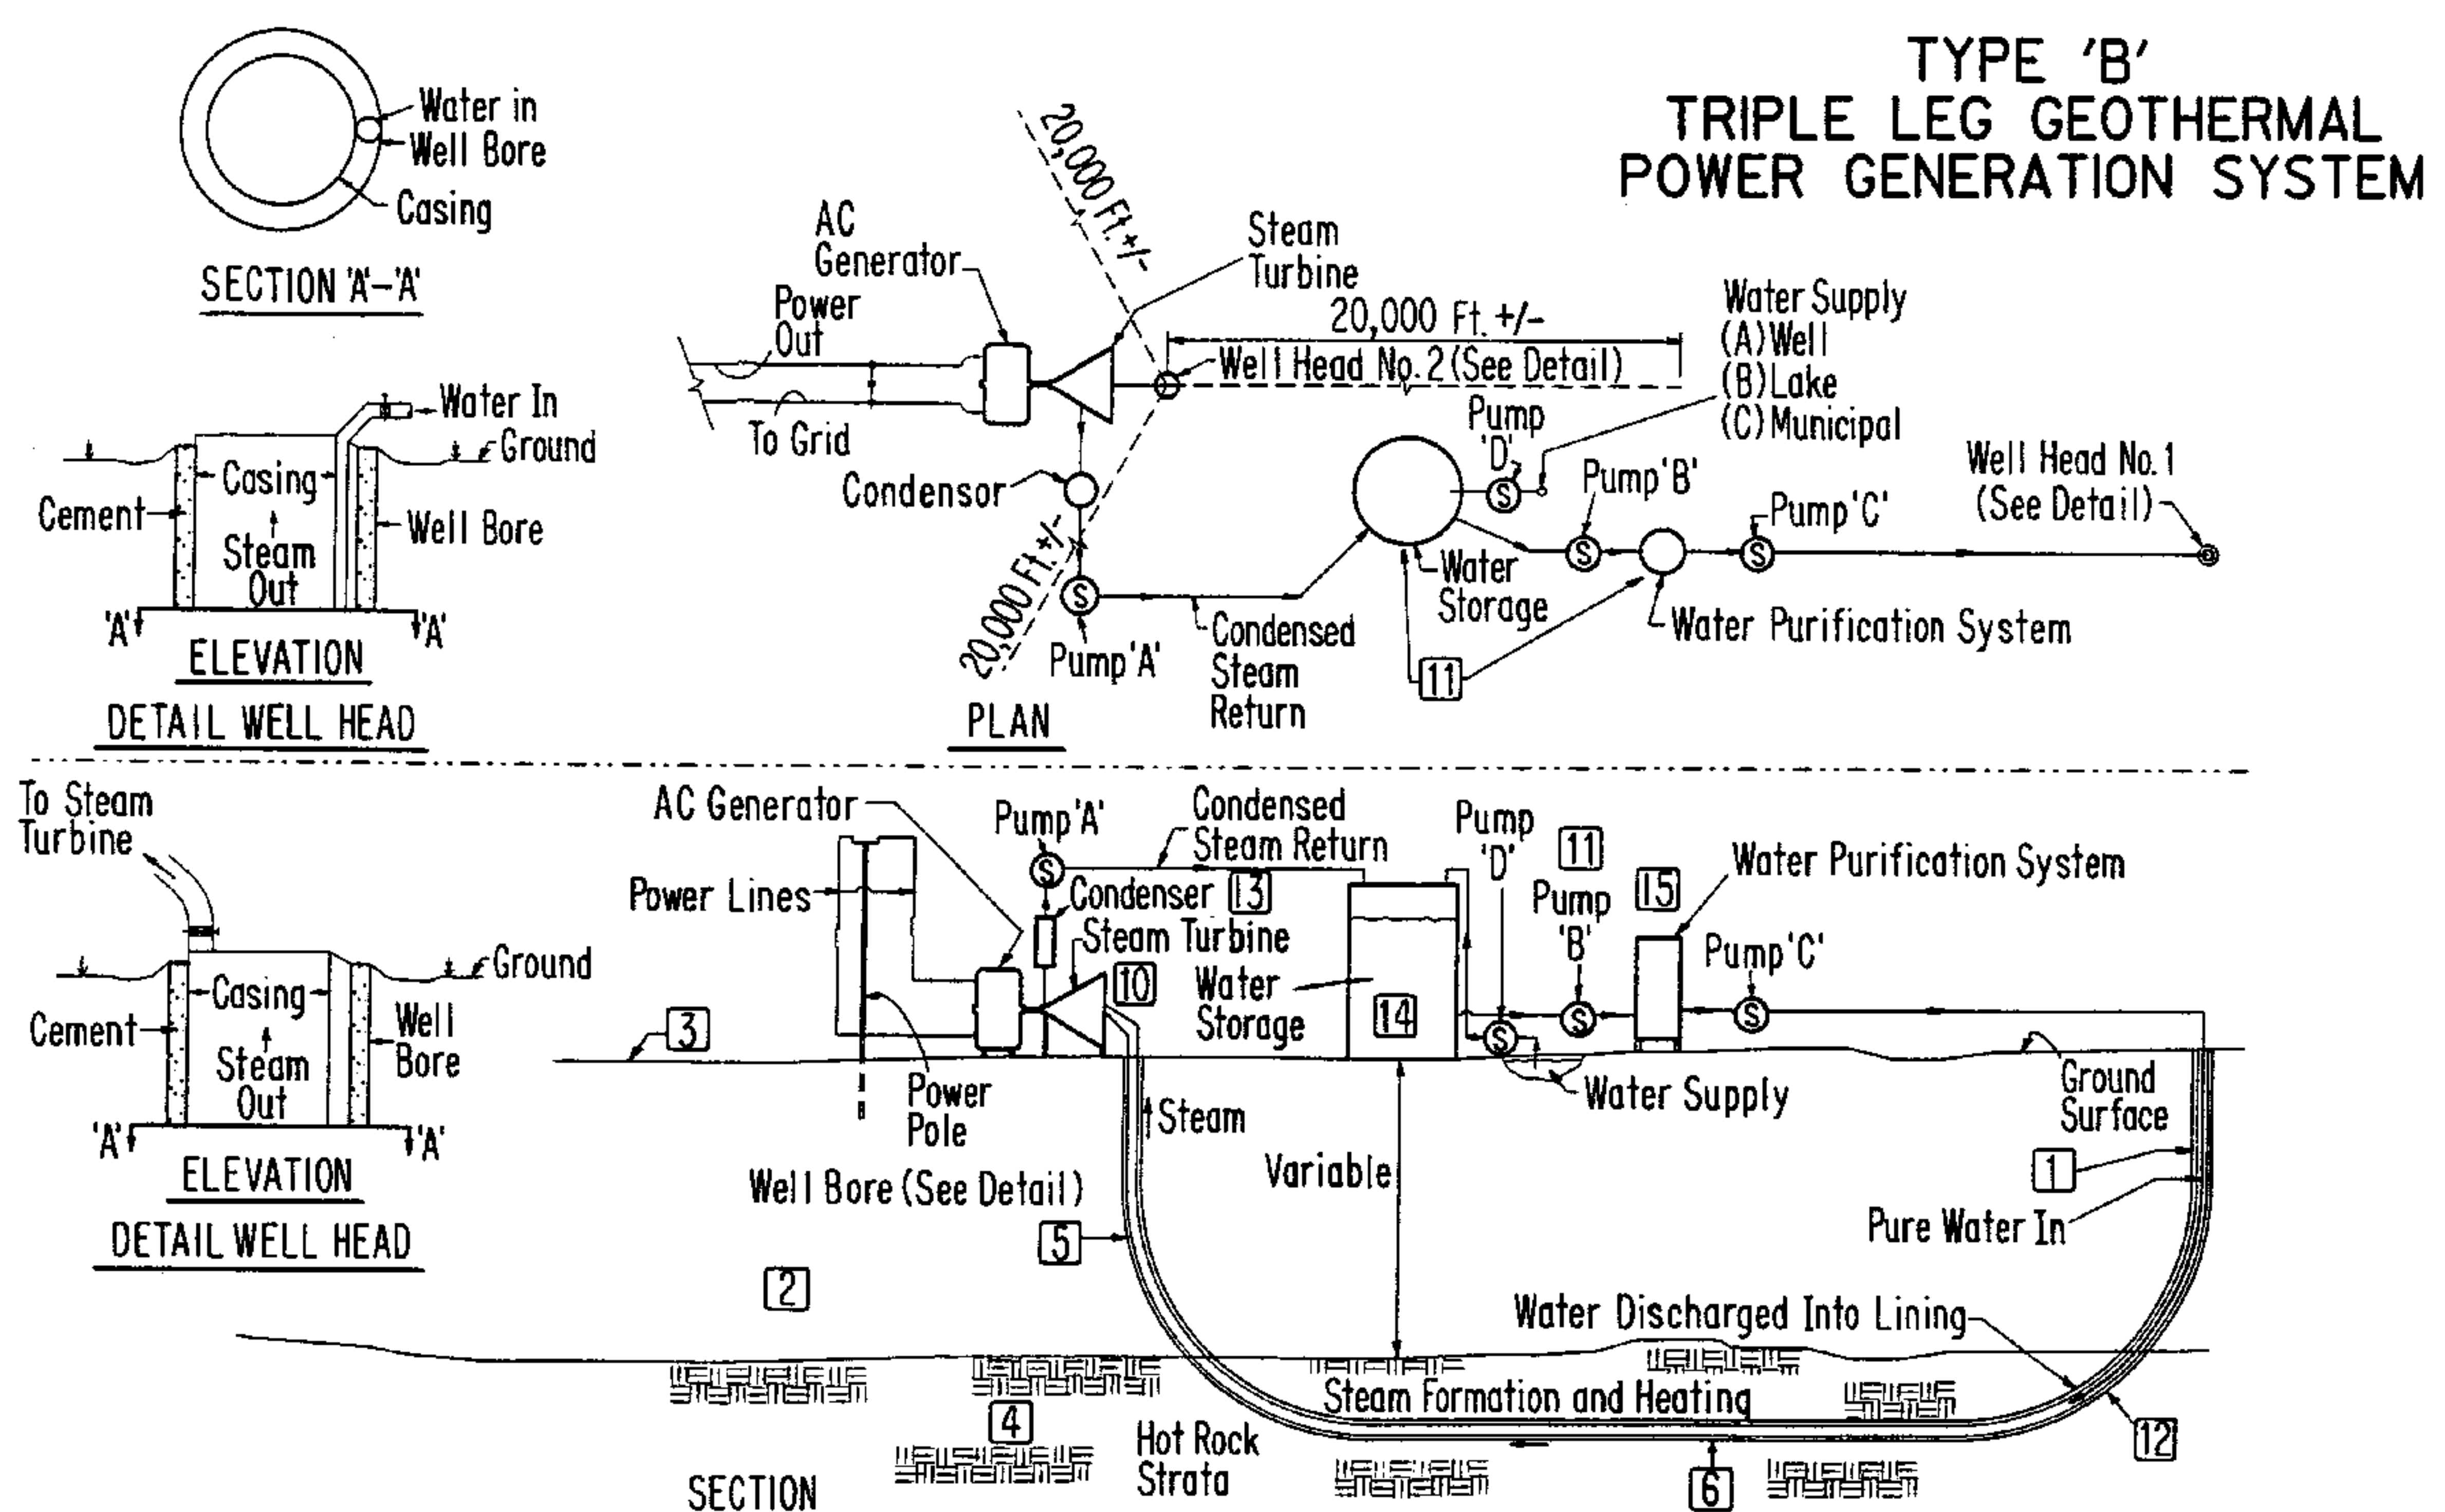 TYPE 'B'
TRIPLE LEG GEOTHERMAL
POWER GENERATION SYSTEM
Water in
Well Bore
Casing
SECTION 'A'-'A'
Water In
Ground
Casing
Cement
Well Bore
Steam
Out
'A'
'A'
ELEVATION
DETAIL WELL HEAD
20,000 Ft. +/-
AC
Generator
Steam
Turbine
Power
Out
20,000 Ft. +/-
Well Head No. 2 (See Detail)
To Grid
Water Supply
(A) Well
(B) Lake
(C) Municipal
Pump
'D'
Pump 'B'
Pump 'C'
Well Head No. 1
(See Detail)
Condensor
S
S
S
S
20,000 Ft. +/-
Water
Storage
Water Purification System
Pump 'A'
Condensed
Steam
Return
11
PLAN
To Steam
Turbine
Ground
Casing
Cement
Well
Bore
Steam
Out
'A'
'A'
ELEVATION
DETAIL WELL HEAD
AC Generator
Pump 'A'
Condensed
Steam Return
Pump
'D'
11
Water Purification System
Power Lines
S
Condenser
13
Pump
'B'
15
Steam Turbine
10
Pump 'C'
Water
Storage
14
S
S
S
3
Power
Pole
Water Supply
Ground
Surface
Steam
Variable
1
Well Bore (See Detail)
5
Pure Water In
2
Water Discharged Into Lining
Steam Formation and Heating
4
Hot Rock
Strata
12
6
SECTION